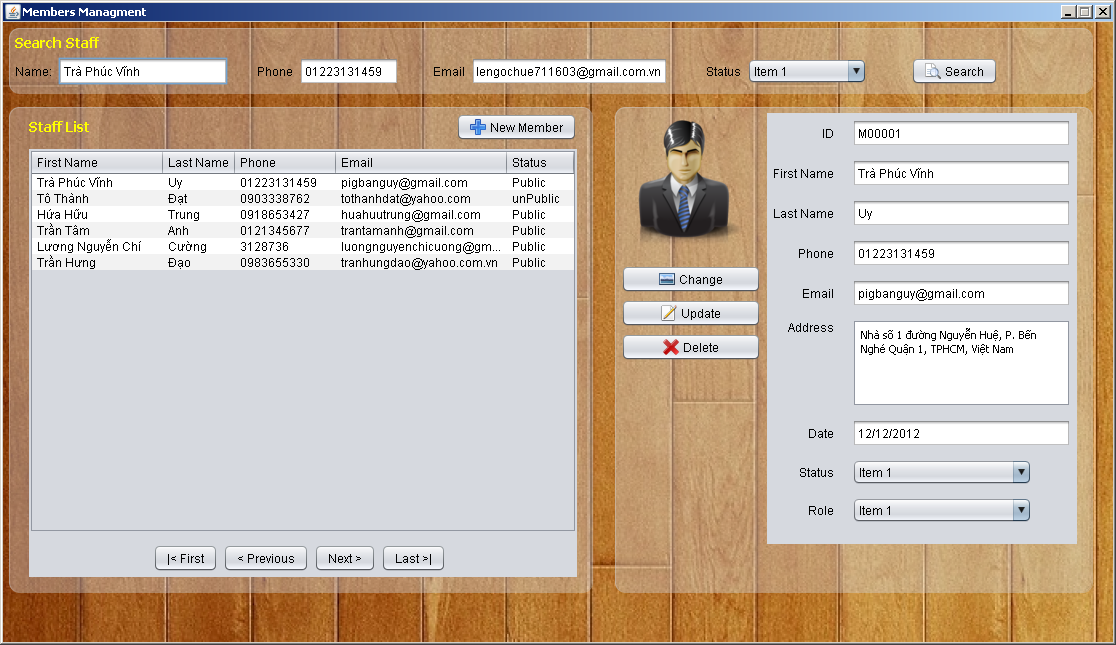 Members Managment
Search Staff
Name: Trà Phúc Vĩnh Phone 01223131459 Email lengochue711603@gmail.com.vn Status Item 1 Search
Staff List New Member
First Name Last Name Phone Email Status
Trà Phúc Vĩnh Uy 01223131459 pigbanguy@gmail.com Public
Tô Thành Đạt 0903338762 tothanhdat@yahoo.com unPublic
Hứa Hữu Trung 0918653427 huahuutrung@gmail.com Public
Trần Tâm Anh 0121345677 trantamanh@gmail.com Public
Lương Nguyễn Chí Cường 3128736 luongnguyenchicuong@gm... Public
Trần Hưng Đạo 0983655330 tranhungdao@yahoo.com.vn Public
|< First < Previous Next > Last >|
Change
Update
Delete
ID M00001
First Name Trà Phúc Vĩnh
Last Name Uy
Phone 01223131459
Email pigbanguy@gmail.com
Address Nhà số 1 đường Nguyễn Huệ, P. Bến
Nghé Quận 1, TPHCM, Việt Nam
Date 12/12/2012
Status Item 1
Role Item 1